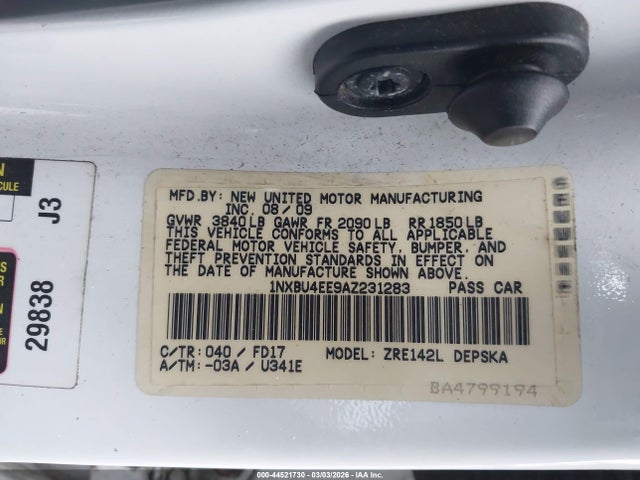 N
ICULE
J3
29838
N
UR
MFD.BY: NEW UNITED MOTOR MANUFACTURING
INC. 08/09
GVWR 3840LB GAWR FR 2090LB RR1850LB
THIS VEHICLE CONFORMS TO ALL APPLICABLE
FEDERAL MOTOR VEHICLE SAFETY, BUMPER, AND
THEFT PREVENTION STANDARDS IN EFFECT ON
THE DATE OF MANUFACTURE SHOWN ABOVE.
1NXBU4EE9AZ231283 PASS CAR
C/TR: 040 / FD17 MODEL: ZRE142L DEPSKA
A/TM: -03A / U341E
BA4799194
000-44521730 - 03/03/2026 - IAA Inc.